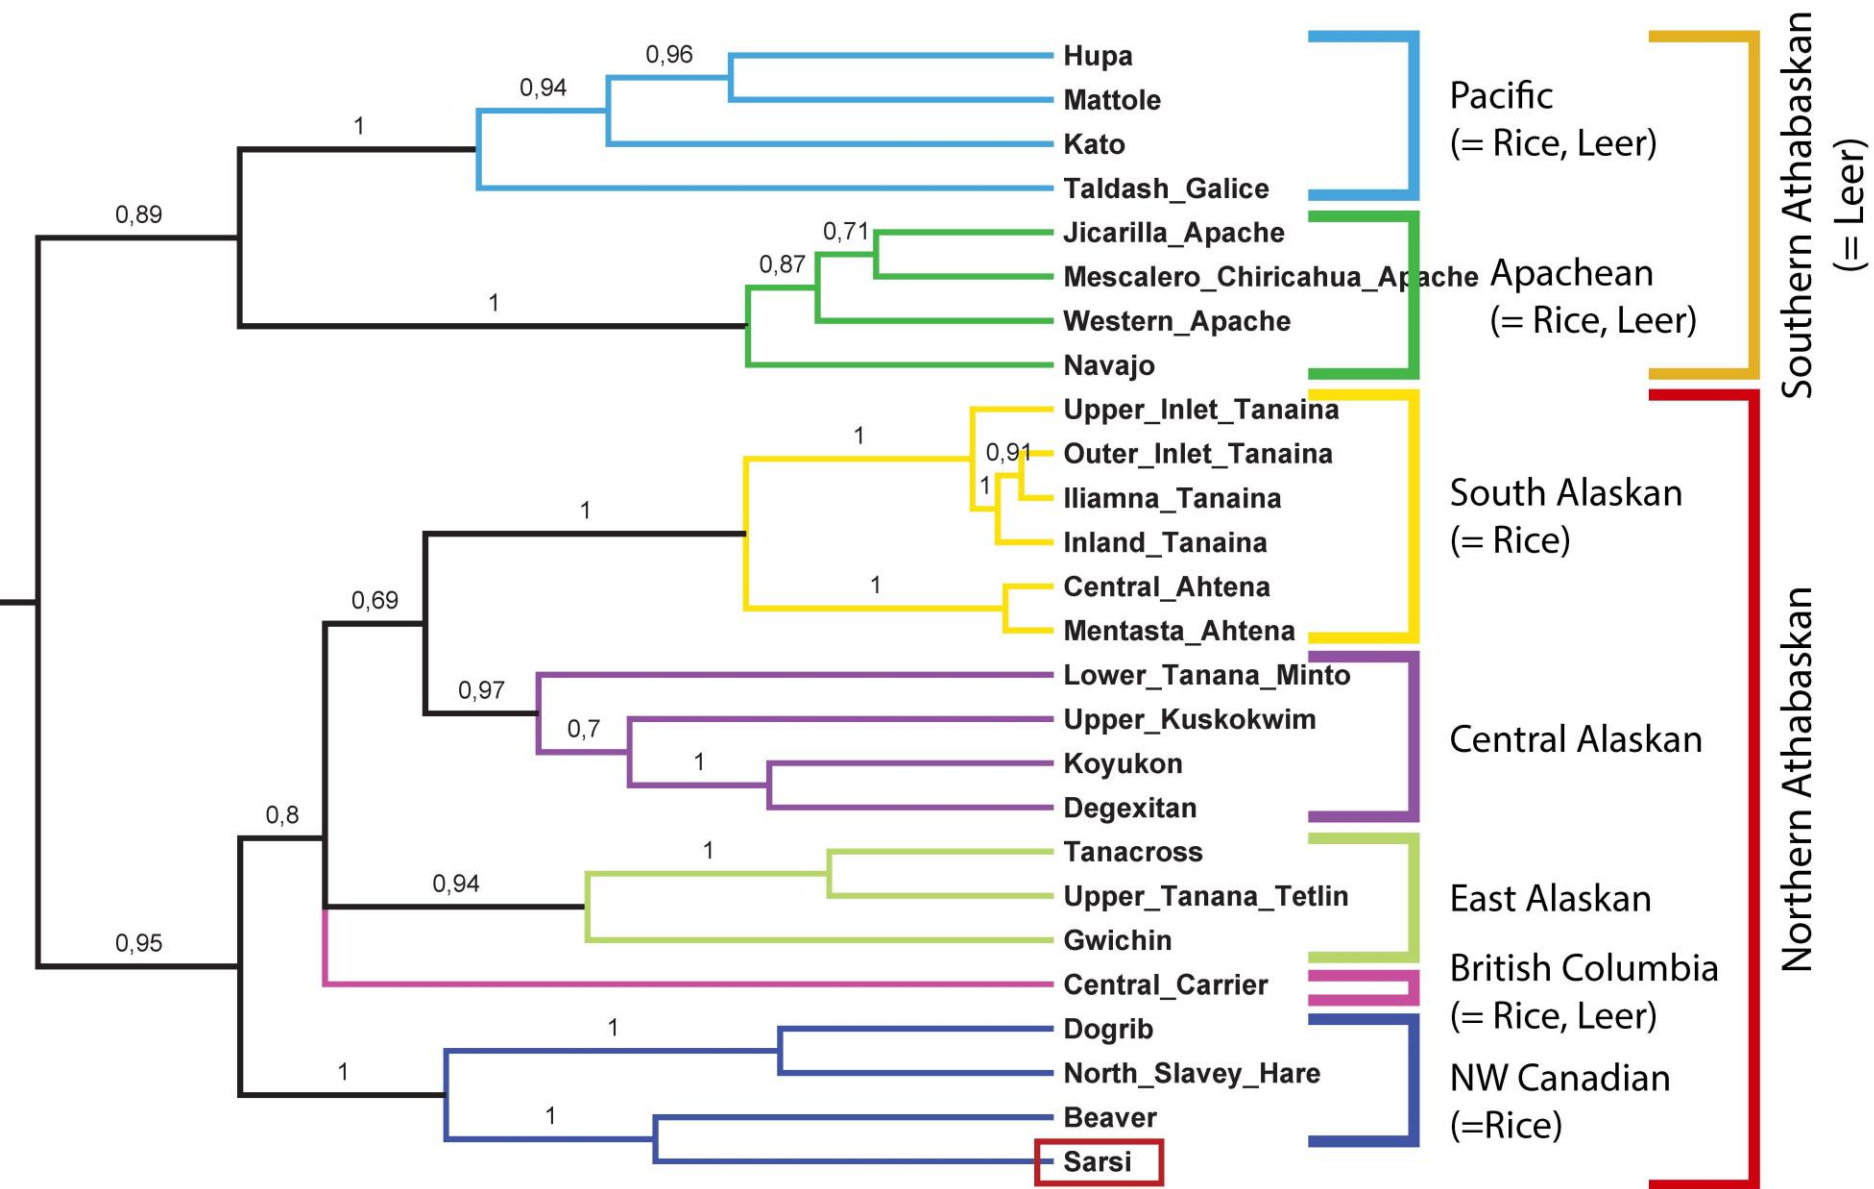 0,96
Hupa
0,94
Mattole
Pacific
(= Rice, Leer)
1
Kato
Taldash_Galice
0,89
0,71
Jicarilla_Apache
0,87
Mescalero_Chiricahua_Apache
Apachean
(= Rice, Leer)
1
Western_Apache
Navajo
Southern Athabaskan
(= Leer)
Upper_Inlet_Tanaina
1
0,91
Outer_Inlet_Tanaina
1
Iliamna_Tanaina
South Alaskan
(= Rice)
1
Inland_Tanaina
1
Central_Ahtena
0,69
Mentasta_Ahtena
Lower_Tanana_Minto
0,97
0,7
Upper_Kuskokwim
Central Alaskan
1
Koyukon
Degexitan
0,8
1
Tanacross
0,94
Upper_Tanana_Tetlin
East Alaskan
0,95
Gwichin
Central_Carrier
British Columbia
(= Rice, Leer)
1
Dogrib
1
North_Slavey_Hare
NW Canadian
(=Rice)
1
Beaver
Sarsi
Northern Athabaskan